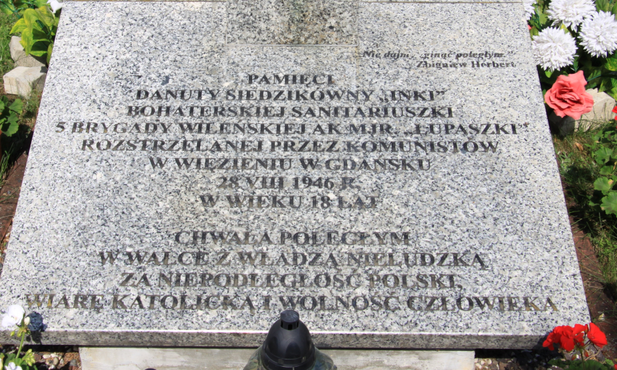 Nie dajmy „ginąć poległym”
Zbigniew Herbert
PAMIĘCI
DANUTY SIEDZIKÓWNY „INKI”
BOHATERSKIEJ SANITARIUSZKI
5 BRYGADY WILEŃSKIEJ AK MJR. „ŁUPASZKI”
ROZSTRZELANEJ PRZEZ KOMUNISTÓW
W WIĘZIENIU W GDAŃSKU
28 VIII 1946 R.
W WIEKU 18 LAT
CHWAŁA POLEGŁYM
W WALCE Z WŁADZĄ NIELUDZKĄ
ZA NIEPODLEGŁOŚĆ POLSKI,
WIARĘ KATOLICKĄ I WOLNOŚĆ CZŁOWIEKA